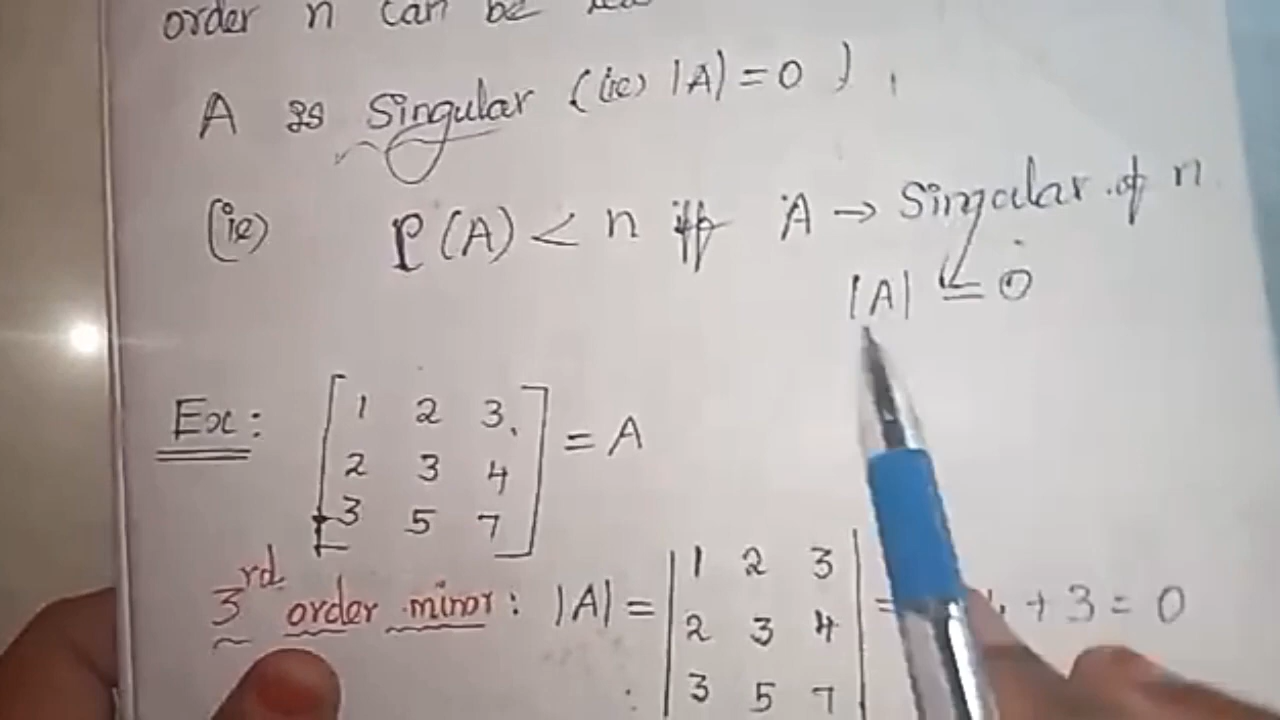 order n can be
A is Singular ((ie) |A| = 0),
(ie) ρ(A) < n iff A → Singular of n
|A| = 0
Ex: [ 1 2 3 ] = A
2 3 4
3 5 7
3rd order minor: |A| = | 1 2 3 | = + 3 = 0
2 3 4
3 5 7